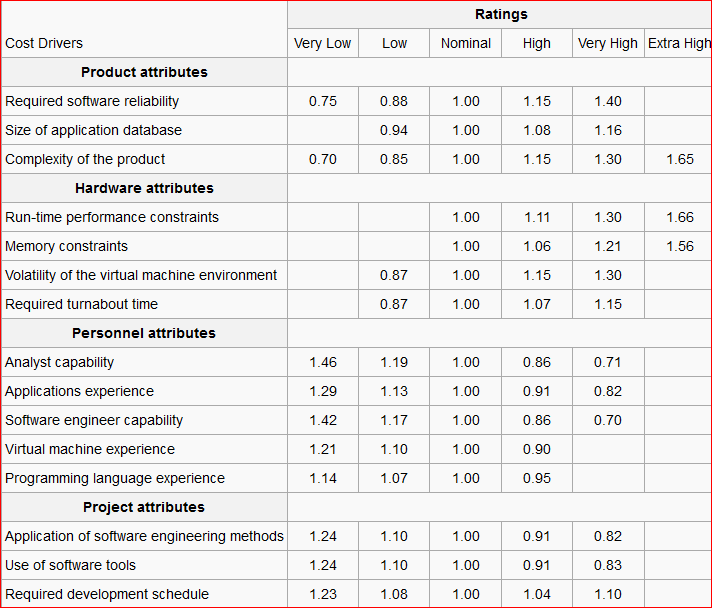 Ratings
Cost Drivers Very Low Low Nominal High Very High Extra High
Product attributes
Required software reliability 0.75 0.88 1.00 1.15 1.40
Size of application database 0.94 1.00 1.08 1.16
Complexity of the product 0.70 0.85 1.00 1.15 1.30 1.65
Hardware attributes
Run-time performance constraints 1.00 1.11 1.30 1.66
Memory constraints 1.00 1.06 1.21 1.56
Volatility of the virtual machine environment 0.87 1.00 1.15 1.30
Required turnabout time 0.87 1.00 1.07 1.15
Personnel attributes
Analyst capability 1.46 1.19 1.00 0.86 0.71
Applications experience 1.29 1.13 1.00 0.91 0.82
Software engineer capability 1.42 1.17 1.00 0.86 0.70
Virtual machine experience 1.21 1.10 1.00 0.90
Programming language experience 1.14 1.07 1.00 0.95
Project attributes
Application of software engineering methods 1.24 1.10 1.00 0.91 0.82
Use of software tools 1.24 1.10 1.00 0.91 0.83
Required development schedule 1.23 1.08 1.00 1.04 1.10